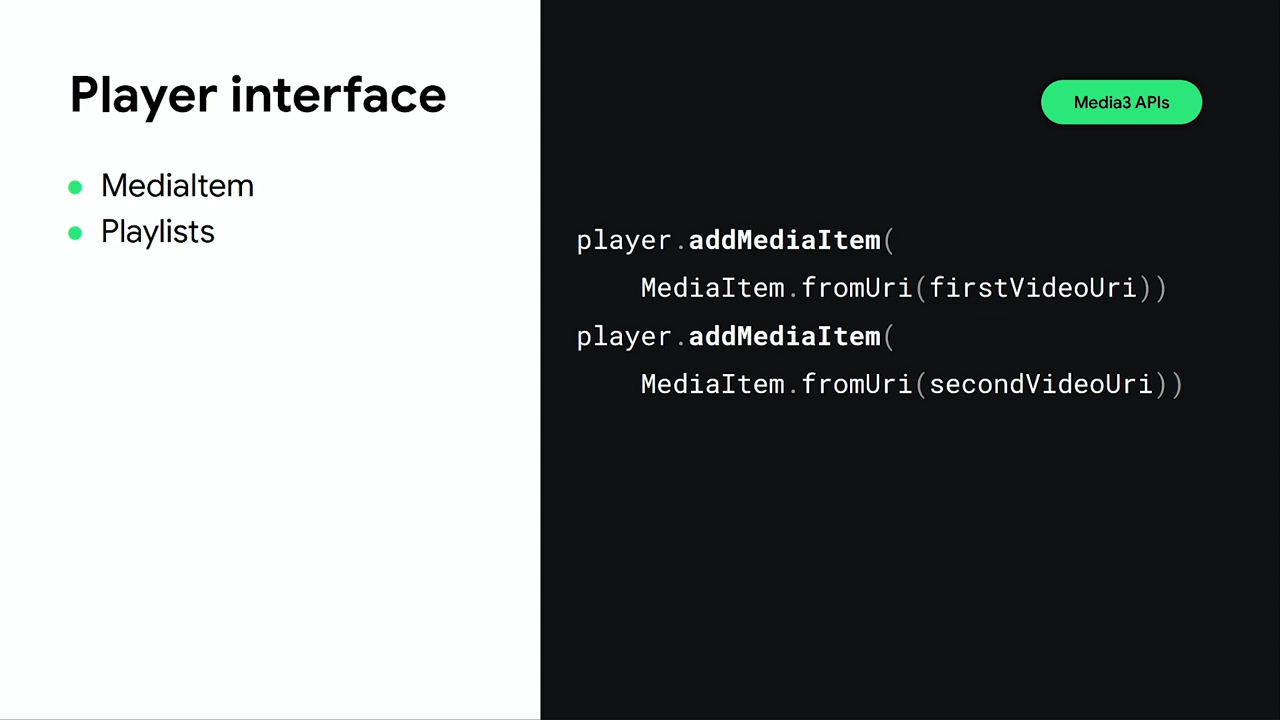 Player interface
MediaItem
Playlists
Media3 APIs
player.addMediaItem(
MediaItem.fromUri(firstVideoUri))
player.addMediaItem(
MediaItem.fromUri(secondVideoUri))